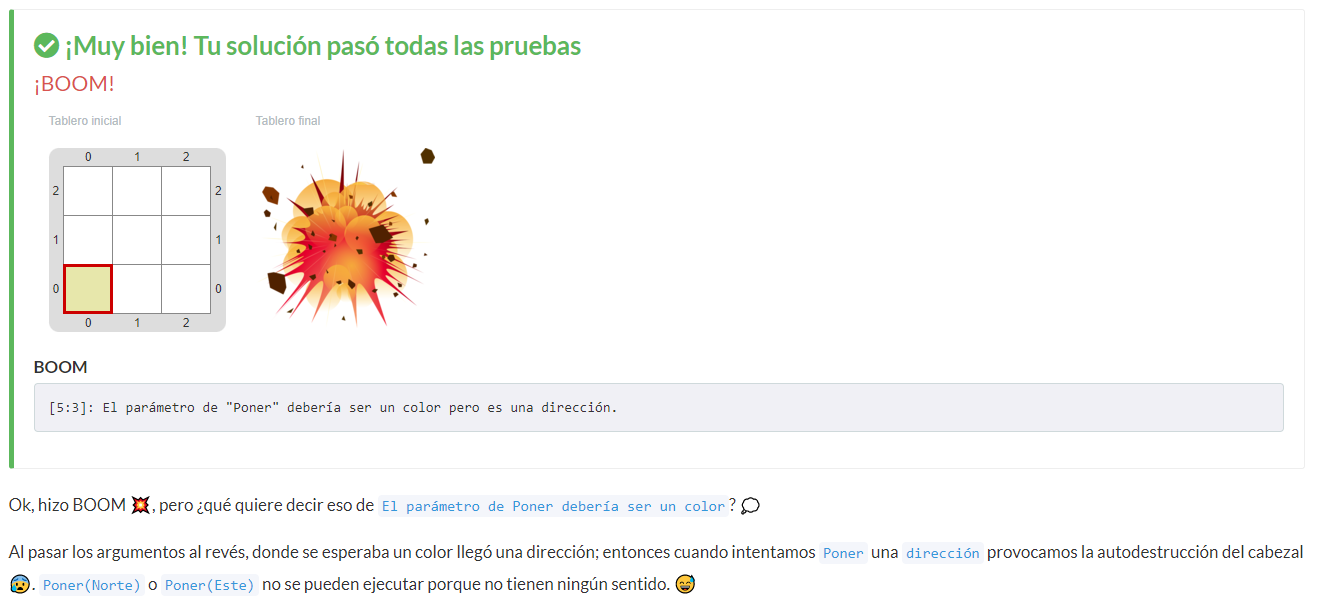 ¡Muy bien! Tu solución pasó todas las pruebas
¡BOOM!
Tablero inicial
Tablero final
0 1 2
2 2
1 1
0 0
0 1 2
BOOM
[5:3]: El parámetro de "Poner" debería ser un color pero es una dirección.
Ok, hizo BOOM 💥, pero ¿qué quiere decir eso de El parámetro de Poner debería ser un color? 💭
Al pasar los argumentos al revés, donde se esperaba un color llegó una dirección; entonces cuando intentamos Poner una dirección provocamos la autodestrucción del cabezal
😰. Poner(Norte) o Poner(Este) no se pueden ejecutar porque no tienen ningún sentido. 😅